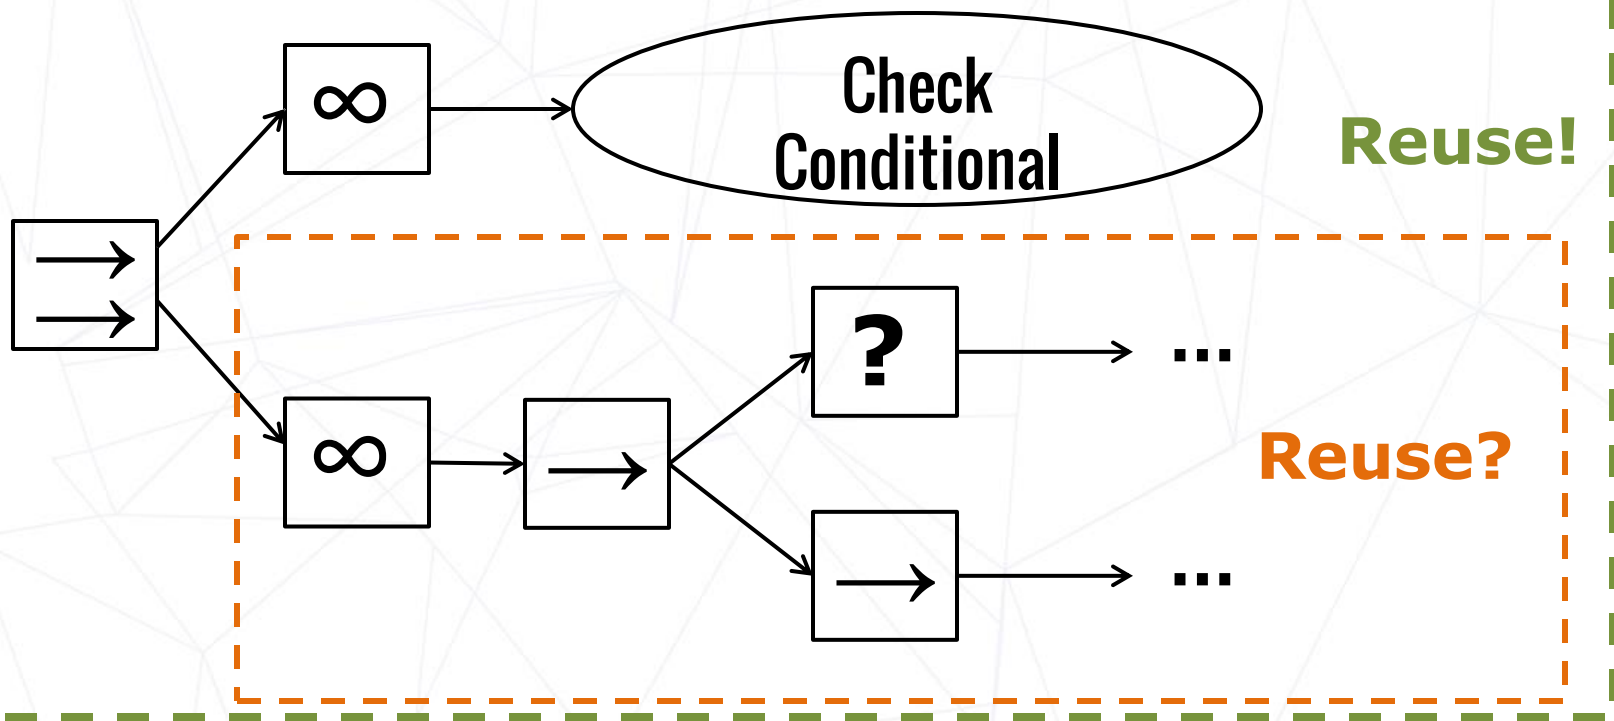 ∞
Check
Conditional
Reuse!
→
→
?
...
∞
→
Reuse?
→
...